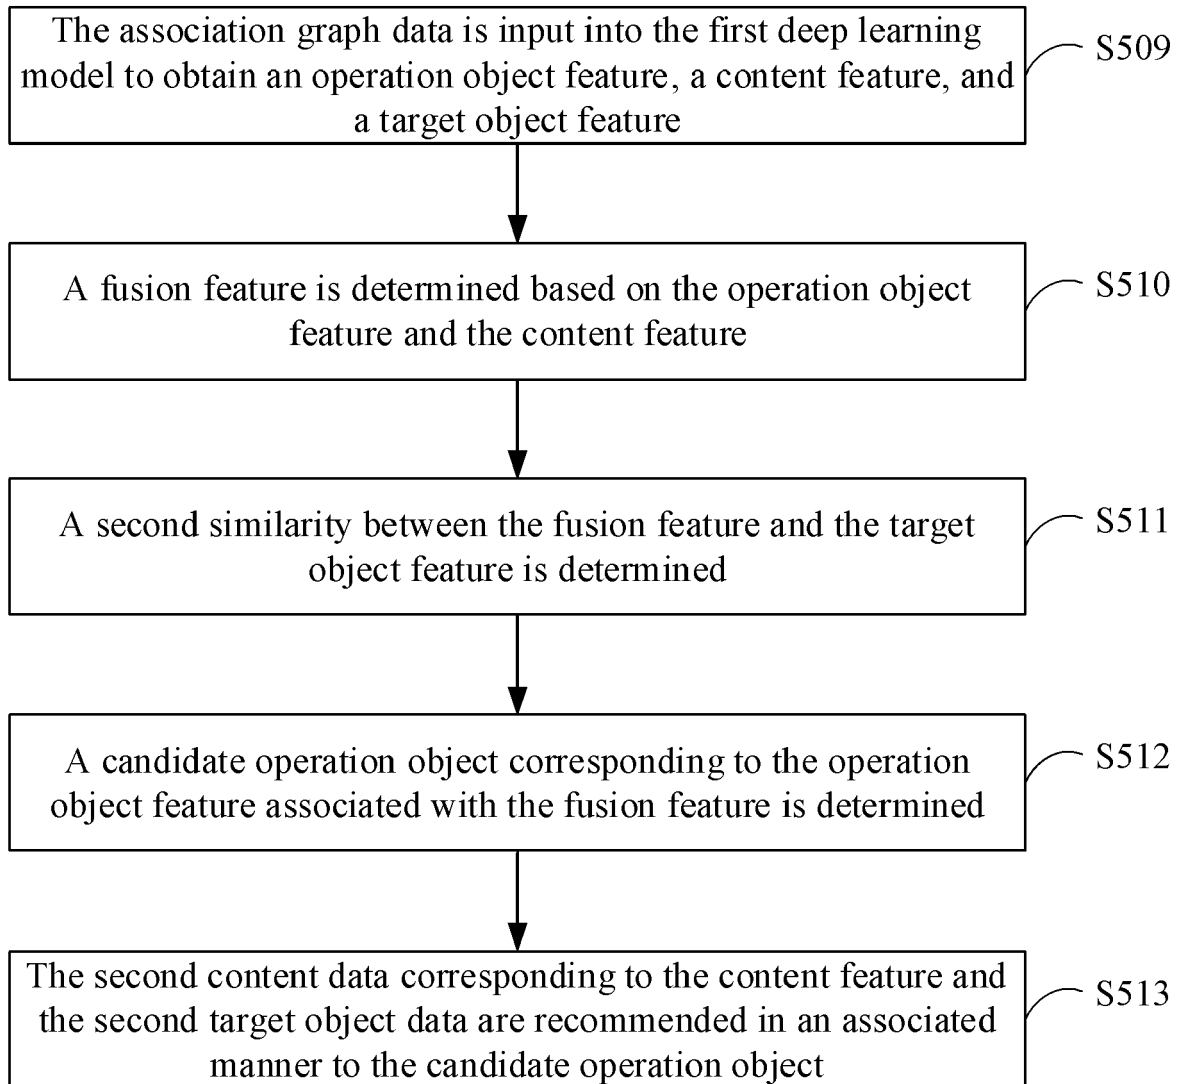 The association graph data is input into the first deep learning
model to obtain an operation object feature, a content feature, and
a target object feature
S509
A fusion feature is determined based on the operation object
feature and the content feature
S510
A second similarity between the fusion feature and the target
object feature is determined
S511
A candidate operation object corresponding to the operation
object feature associated with the fusion feature is determined
S512
The second content data corresponding to the content feature and
the second target object data are recommended in an associated
manner to the candidate operation object
S513